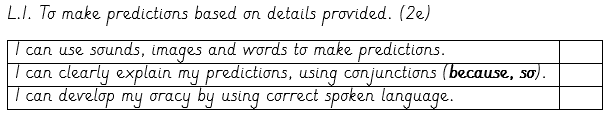 L.I. To make predictions based on details provided. (2e)
I can use sounds, images and words to make predictions.
I can clearly explain my predictions, using conjunctions (because, so).
I can develop my oracy by using correct spoken language.